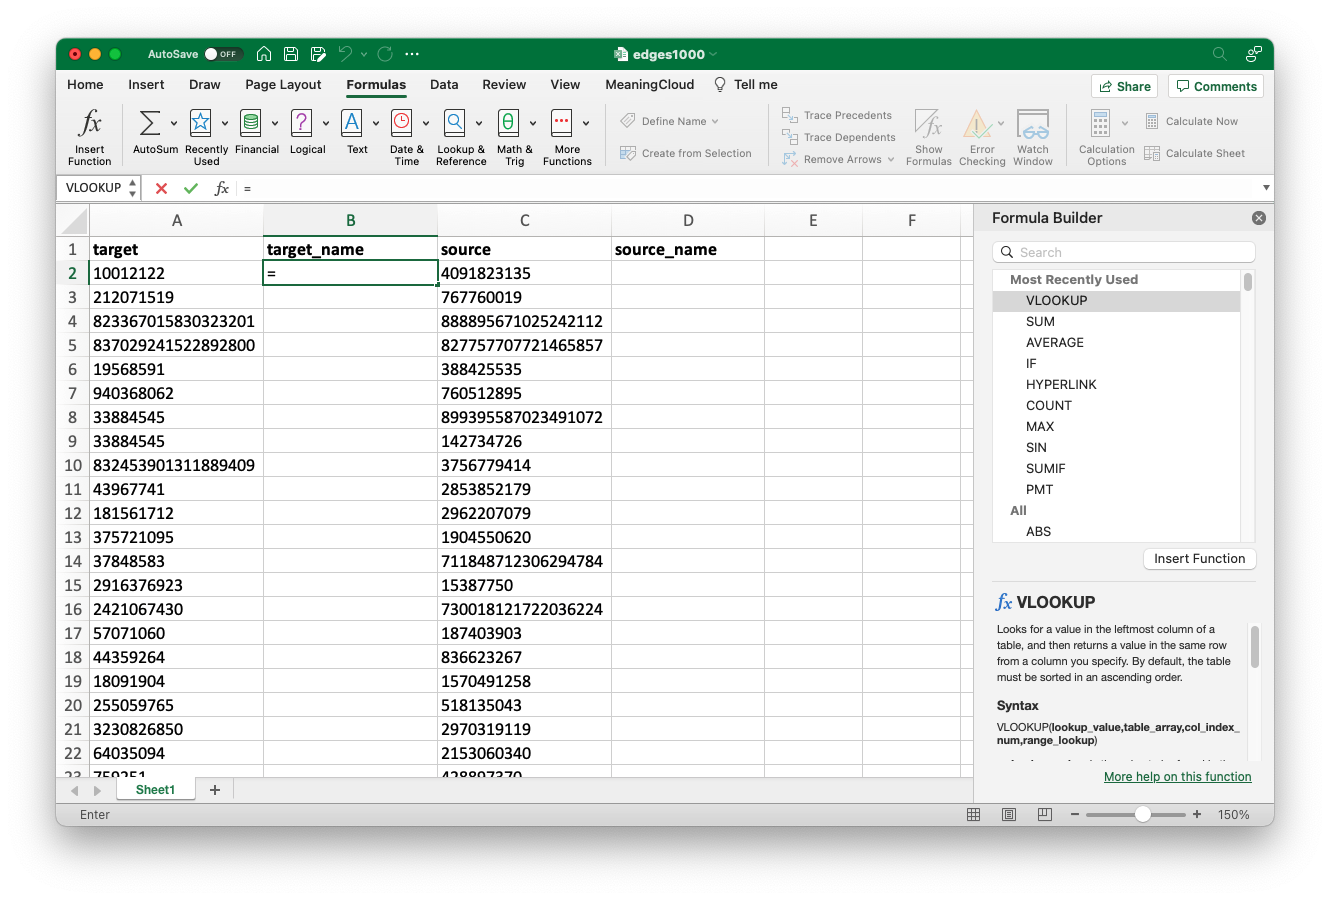 AutoSave OFF edges1000
Home Insert Draw Page Layout Formulas Data Review View MeaningCloud Tell me Share Comments
fx Insert Function
AutoSum
Recently Used
Financial
Logical
Text
Date & Time
Lookup & Reference
Math & Trig
More Functions
Define Name
Create from Selection
Trace Precedents
Trace Dependents
Remove Arrows
Show Formulas
Error Checking
Watch Window
Calculation Options
Calculate Now
Calculate Sheet
VLOOKUP fx =
A B C D E F
1 target target_name source source_name
2 10012122 = 4091823135
3 212071519 767760019
4 823367015830323201 888895671025242112
5 837029241522892800 827757707721465857
6 19568591 388425535
7 940368062 760512895
8 33884545 899395587023491072
9 33884545 142734726
10 832453901311889409 3756779414
11 43967741 2853852179
12 181561712 2962207079
13 375721095 1904550620
14 37848583 711848712306294784
15 2916376923 15387750
16 2421067430 730018121722036224
17 57071060 187403903
18 44359264 836623267
19 18091904 1570491258
20 255059765 518135043
21 3230826850 2970319119
22 64035094 2153060340
Sheet1 +
Enter
150%
Formula Builder
Search
Most Recently Used
VLOOKUP
SUM
AVERAGE
IF
HYPERLINK
COUNT
MAX
SIN
SUMIF
PMT
All
ABS
Insert Function
fx VLOOKUP
Looks for a value in the leftmost column of a
table, and then returns a value in the same row
from a column you specify. By default, the table
must be sorted in an ascending order.
Syntax
VLOOKUP(lookup_value,table_array,col_index_
num,range_lookup)
More help on this function